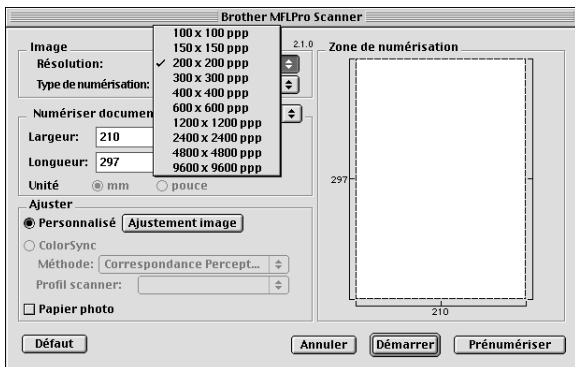 Brother MFLPro Scanner
Image
2.1.0
Résolution:
Type de numérisation:
100 x 100 ppp
150 x 150 ppp
✓ 200 x 200 ppp
300 x 300 ppp
400 x 400 ppp
600 x 600 ppp
1200 x 1200 ppp
2400 x 2400 ppp
4800 x 4800 ppp
9600 x 9600 ppp
Numériser documen
Largeur: 210
Longueur: 297
Unité mm pouce
Ajuster
Personnalisé Ajustement image
ColorSync
Méthode: Correspondance Percept...
Profil scanner:
Papier photo
Zone de numérisation
297
210
Défaut Annuler Démarrer Prénumériser